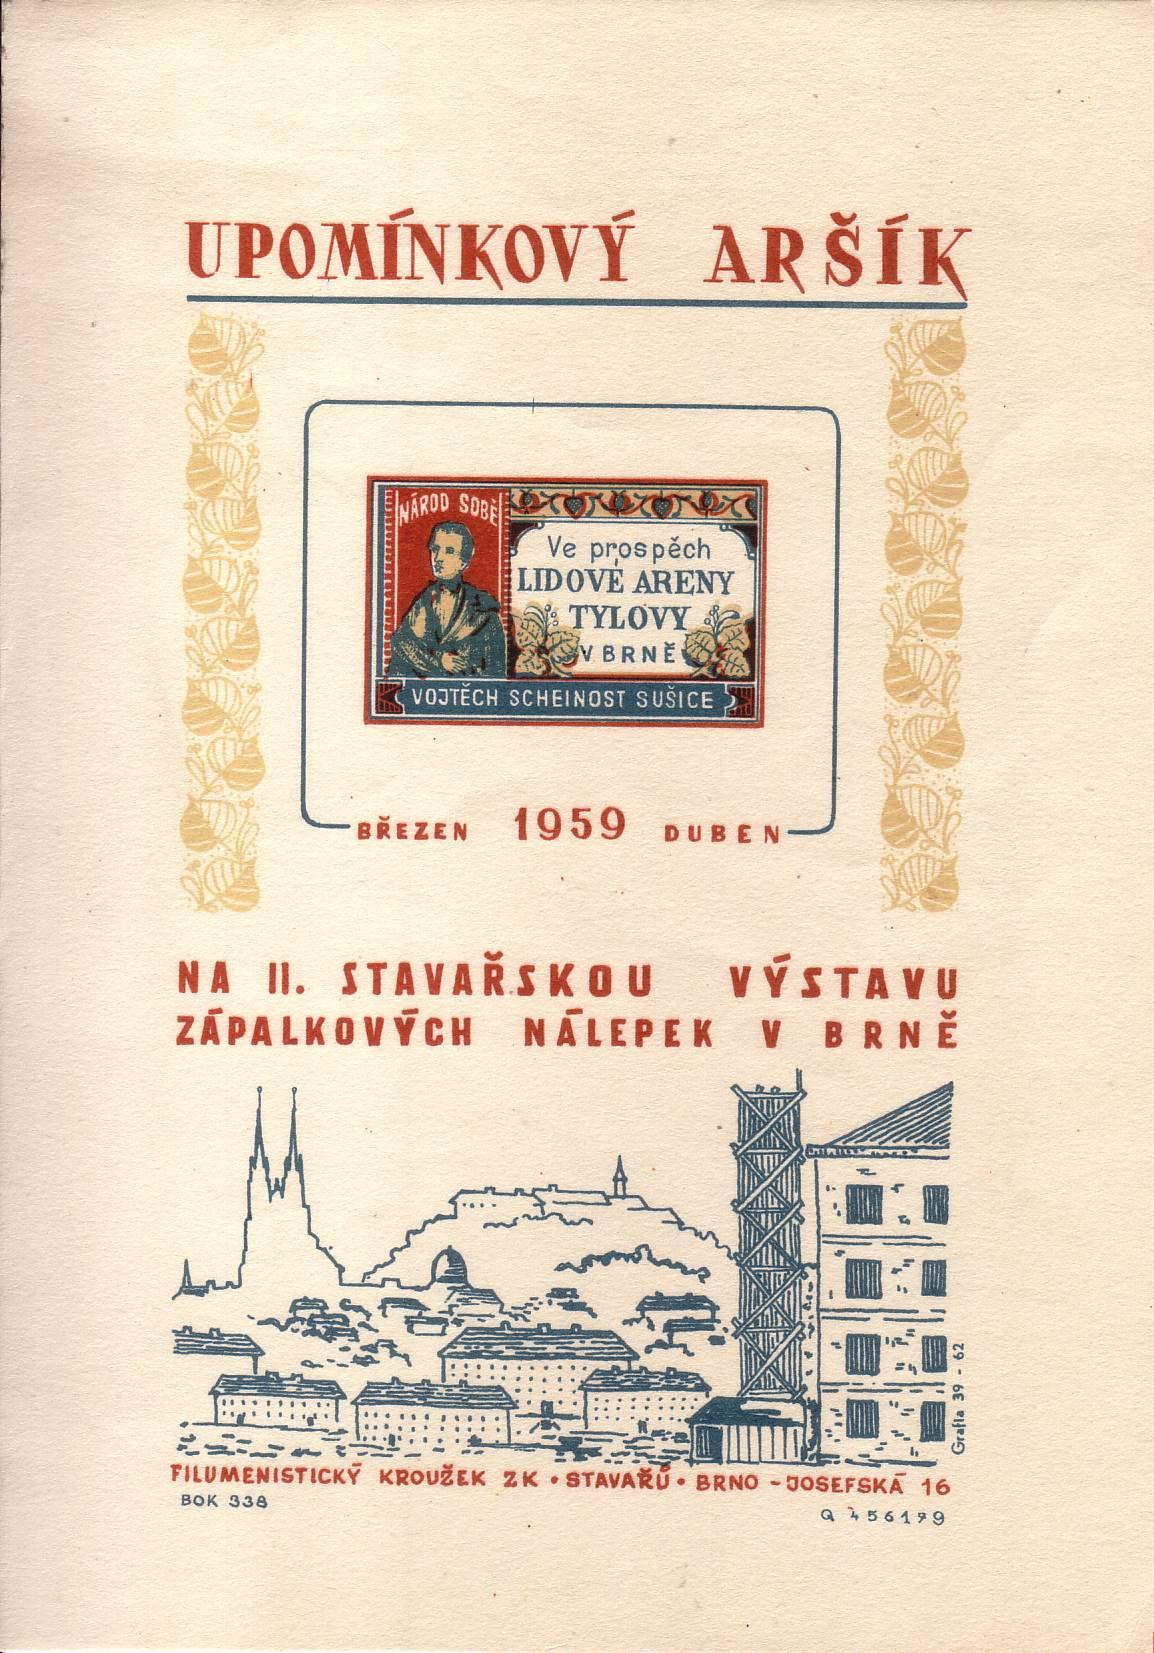 UPOMÍNKOVÝ ARŠÍK
NÁROD SOBĚ
Ve prospěch
LIDOVÉ ARENY
TYLOVY
V BRNĚ
VOJTĚCH SCHEINOST SUŠICE
BŘEZEN 1959 DUBEN
NA II. STAVAŘSKOU VÝSTAVU
ZÁPALKOVÝCH NÁLEPEK V BRNĚ
Grafia 39 - 62
FILUMENISTICKÝ KROUŽEK ZK • STAVAŘŮ • BRNO - JOSEFSKÁ 16
BOK 338
Q 456179